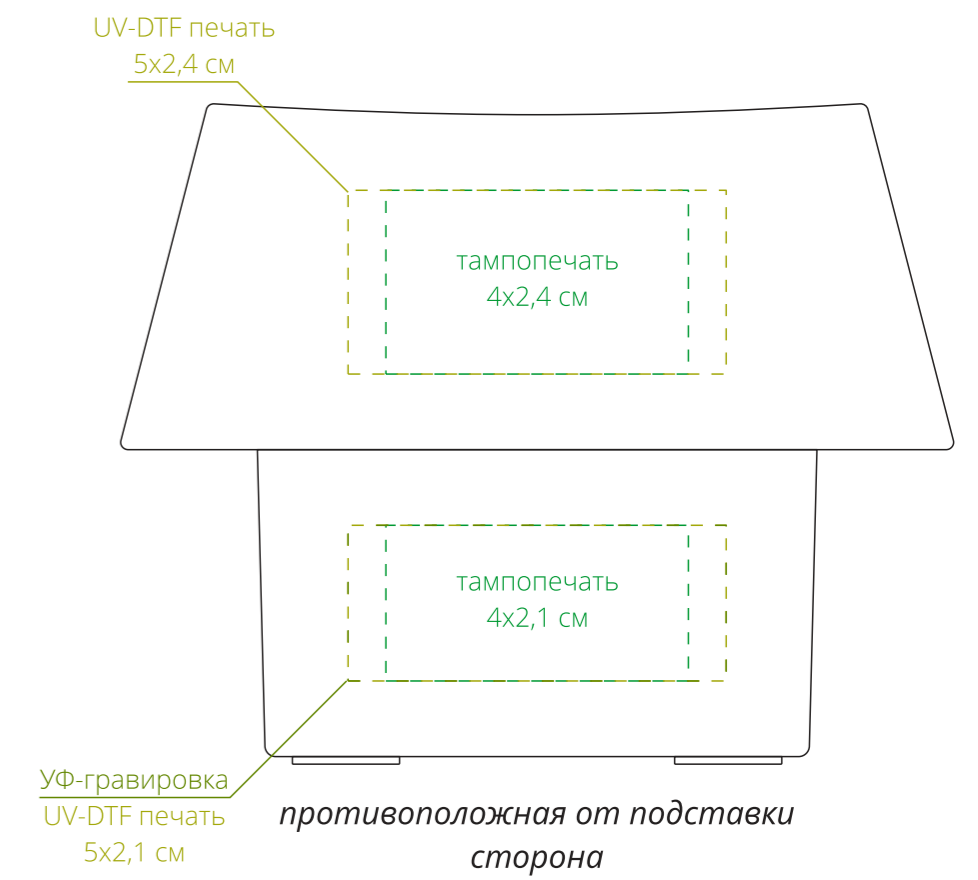 UV-DTF печать
5х2,4 см
тампопечать
4х2,4 см
тампопечать
4х2,1 см
УФ-гравировка
UV-DTF печать
5х2,1 см
противоположная от подставки
сторона